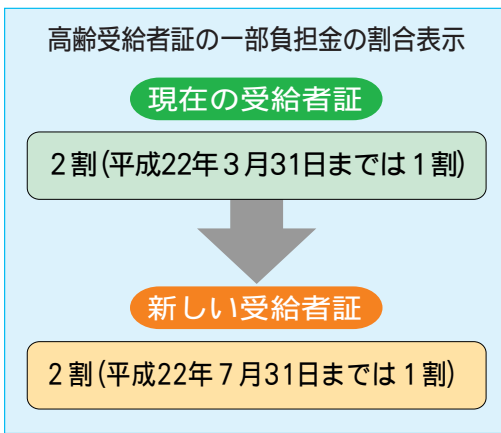 高齢受給者証の一部負担金の割合表示
現在の受給者証
2割(平成22年3月31日までは1割)
新しい受給者証
2割(平成22年7月31日までは1割)